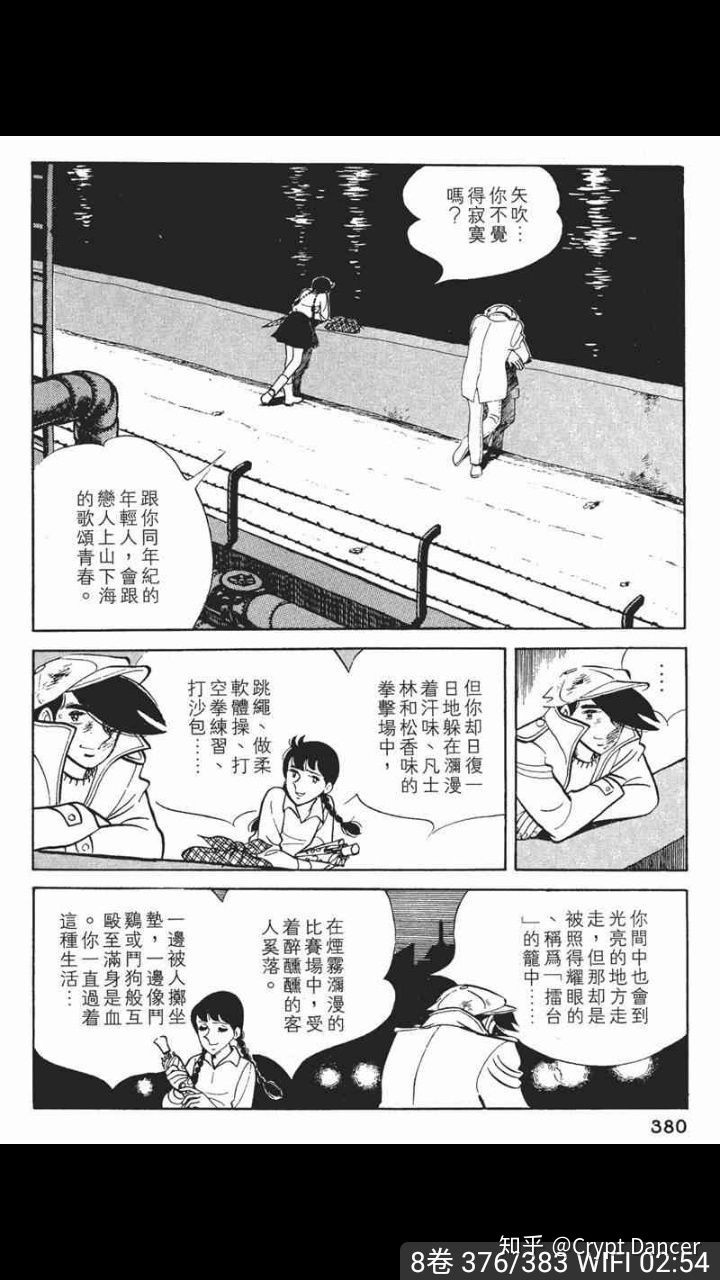 矢吹…
你不覺
得寂寞
嗎？
跟你同年紀的
年輕人，會跟
戀人上山下海
的歌頌青春。
……
但你却日復一
日地躲在瀰漫
着汗味、凡士
林和松香味的
拳擊場中，
跳繩、做柔
軟體操、打
空拳練習、
打沙包……
你間中也會到
光亮的地方走
走，但那却是
被照得耀眼的
、稱爲「擂台
」的籠中……
在煙霧瀰漫的
比賽場中，受
着醉醺醺的客
人奚落。
一邊被人擲坐
墊，一邊像鬥
鷄或鬥狗般互
毆至滿身是血
。你一直過着
這種生活…
380
知乎 @Crypt Dancer
8卷 376/383 WIFI 02:54